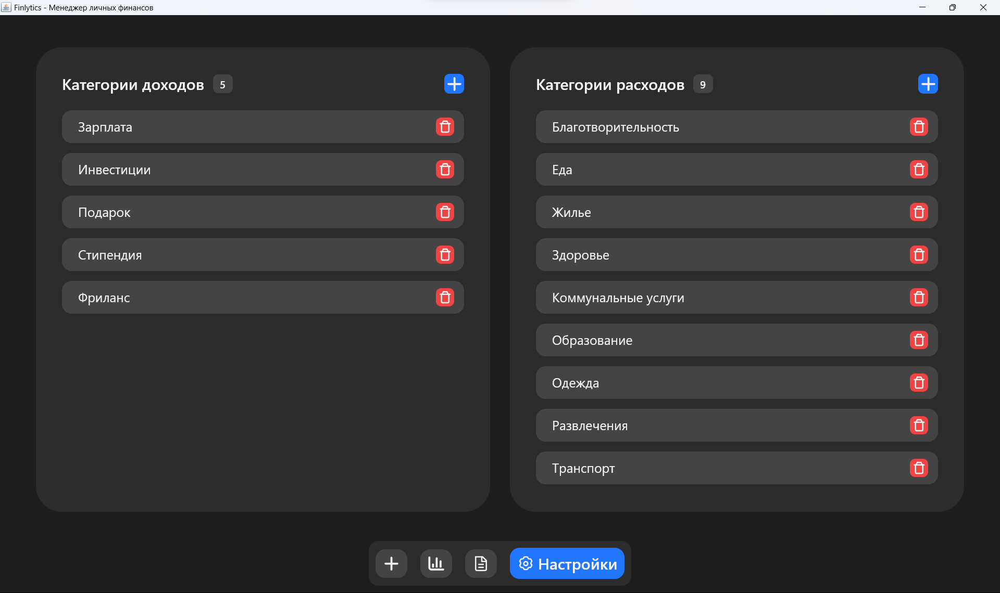 Finlytics - Менеджер личных финансов
Категории доходов 5
Зарплата
Инвестиции
Подарок
Стипендия
Фриланс
Категории расходов 9
Благотворительность
Еда
Жилье
Здоровье
Коммунальные услуги
Образование
Одежда
Развлечения
Транспорт
Настройки